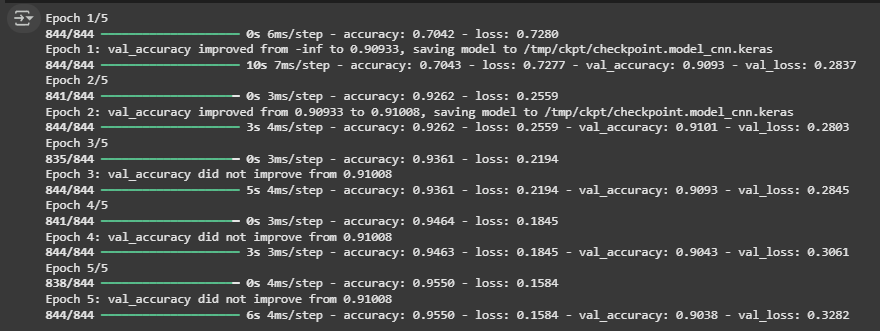 Epoch 1/5
844/844 0s 6ms/step - accuracy: 0.7042 - loss: 0.7280
Epoch 1: val_accuracy improved from -inf to 0.90933, saving model to /tmp/ckpt/checkpoint.model_cnn.keras
844/844 10s 7ms/step - accuracy: 0.7043 - loss: 0.7277 - val_accuracy: 0.9093 - val_loss: 0.2837
Epoch 2/5
841/844 0s 3ms/step - accuracy: 0.9262 - loss: 0.2559
Epoch 2: val_accuracy improved from 0.90933 to 0.91008, saving model to /tmp/ckpt/checkpoint.model_cnn.keras
844/844 3s 4ms/step - accuracy: 0.9262 - loss: 0.2559 - val_accuracy: 0.9101 - val_loss: 0.2803
Epoch 3/5
835/844 0s 3ms/step - accuracy: 0.9361 - loss: 0.2194
Epoch 3: val_accuracy did not improve from 0.91008
844/844 5s 4ms/step - accuracy: 0.9361 - loss: 0.2194 - val_accuracy: 0.9093 - val_loss: 0.2845
Epoch 4/5
841/844 0s 3ms/step - accuracy: 0.9464 - loss: 0.1845
Epoch 4: val_accuracy did not improve from 0.91008
844/844 3s 3ms/step - accuracy: 0.9463 - loss: 0.1845 - val_accuracy: 0.9043 - val_loss: 0.3061
Epoch 5/5
838/844 0s 4ms/step - accuracy: 0.9550 - loss: 0.1584
Epoch 5: val_accuracy did not improve from 0.91008
844/844 6s 4ms/step - accuracy: 0.9550 - loss: 0.1584 - val_accuracy: 0.9038 - val_loss: 0.3282